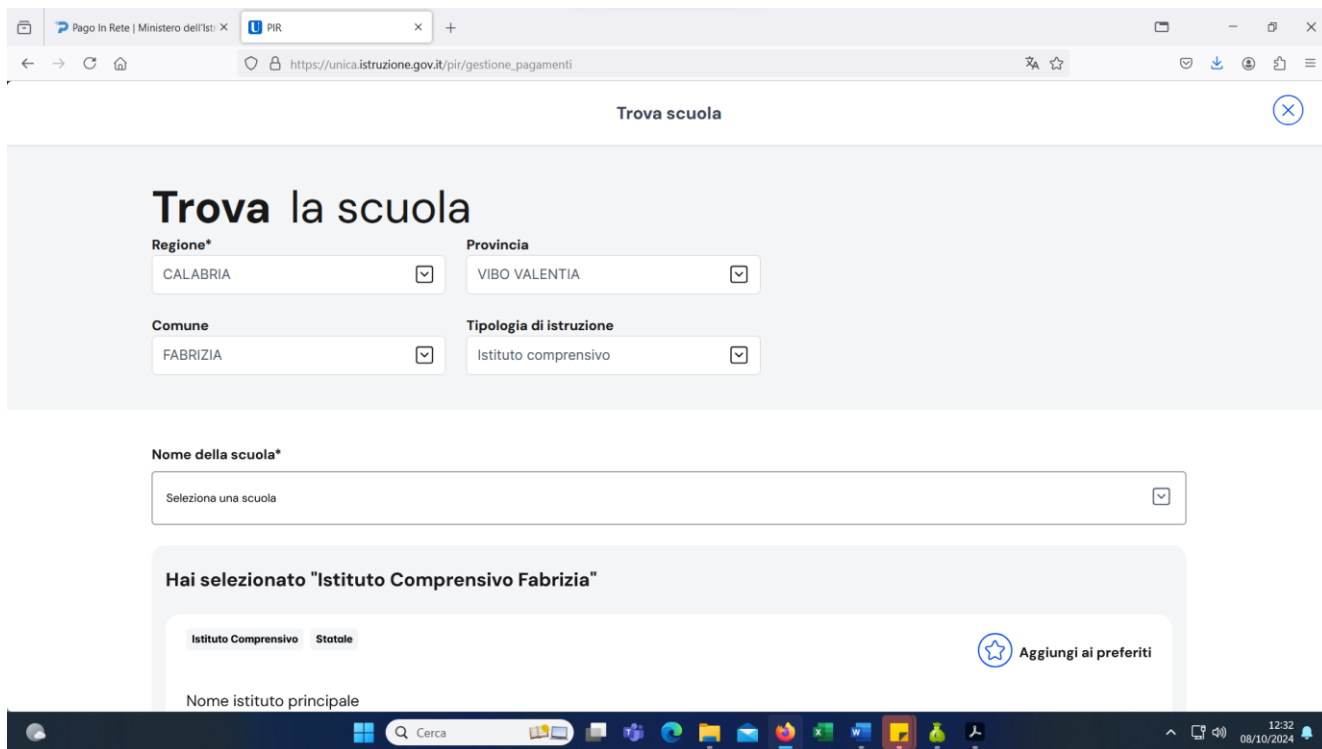 Pago In Rete | Ministero dell'Istr
PIR
https://unica.istruzione.gov.it/pir/gestione_pagamenti
Trova scuola
Trova la scuola
Regione* Provincia
CALABRIA VIBO VALENTIA
Comune Tipologia di istruzione
FABRIZIA Istituto comprensivo
Nome della scuola*
Seleziona una scuola
Hai selezionato "Istituto Comprensivo Fabrizia"
Istituto Comprensivo Statale
Aggiungi ai preferiti
Nome istituto principale
Cerca
12:32
08/10/2024